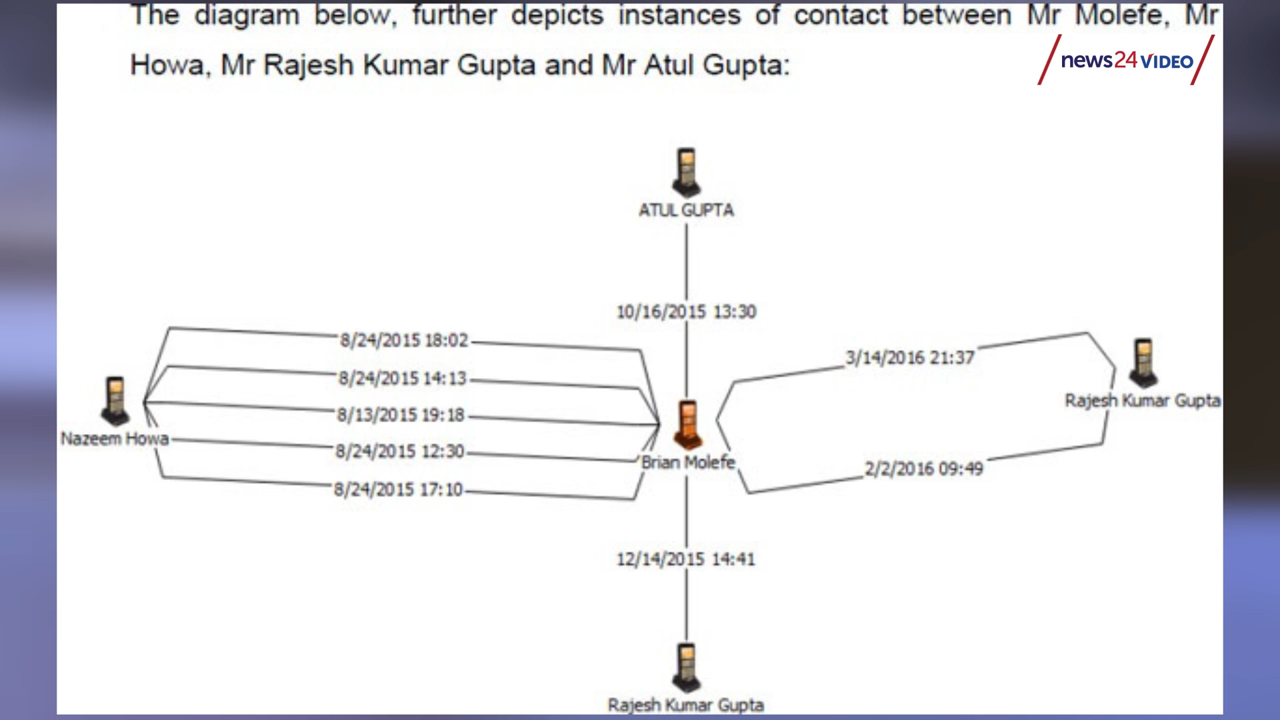 The diagram below, further depicts instances of contact between Mr Molefe, Mr
Howa, Mr Rajesh Kumar Gupta and Mr Atul Gupta:
news24 VIDEO
ATUL GUPTA
10/16/2015 13:30
8/24/2015 18:02
3/14/2016 21:37
8/24/2015 14:13
Rajesh Kumar Gupta
8/13/2015 19:18
Nazeem Howa
8/24/2015 12:30
Brian Molefe
2/2/2016 09:49
8/24/2015 17:10
12/14/2015 14:41
Rajesh Kumar Gupta